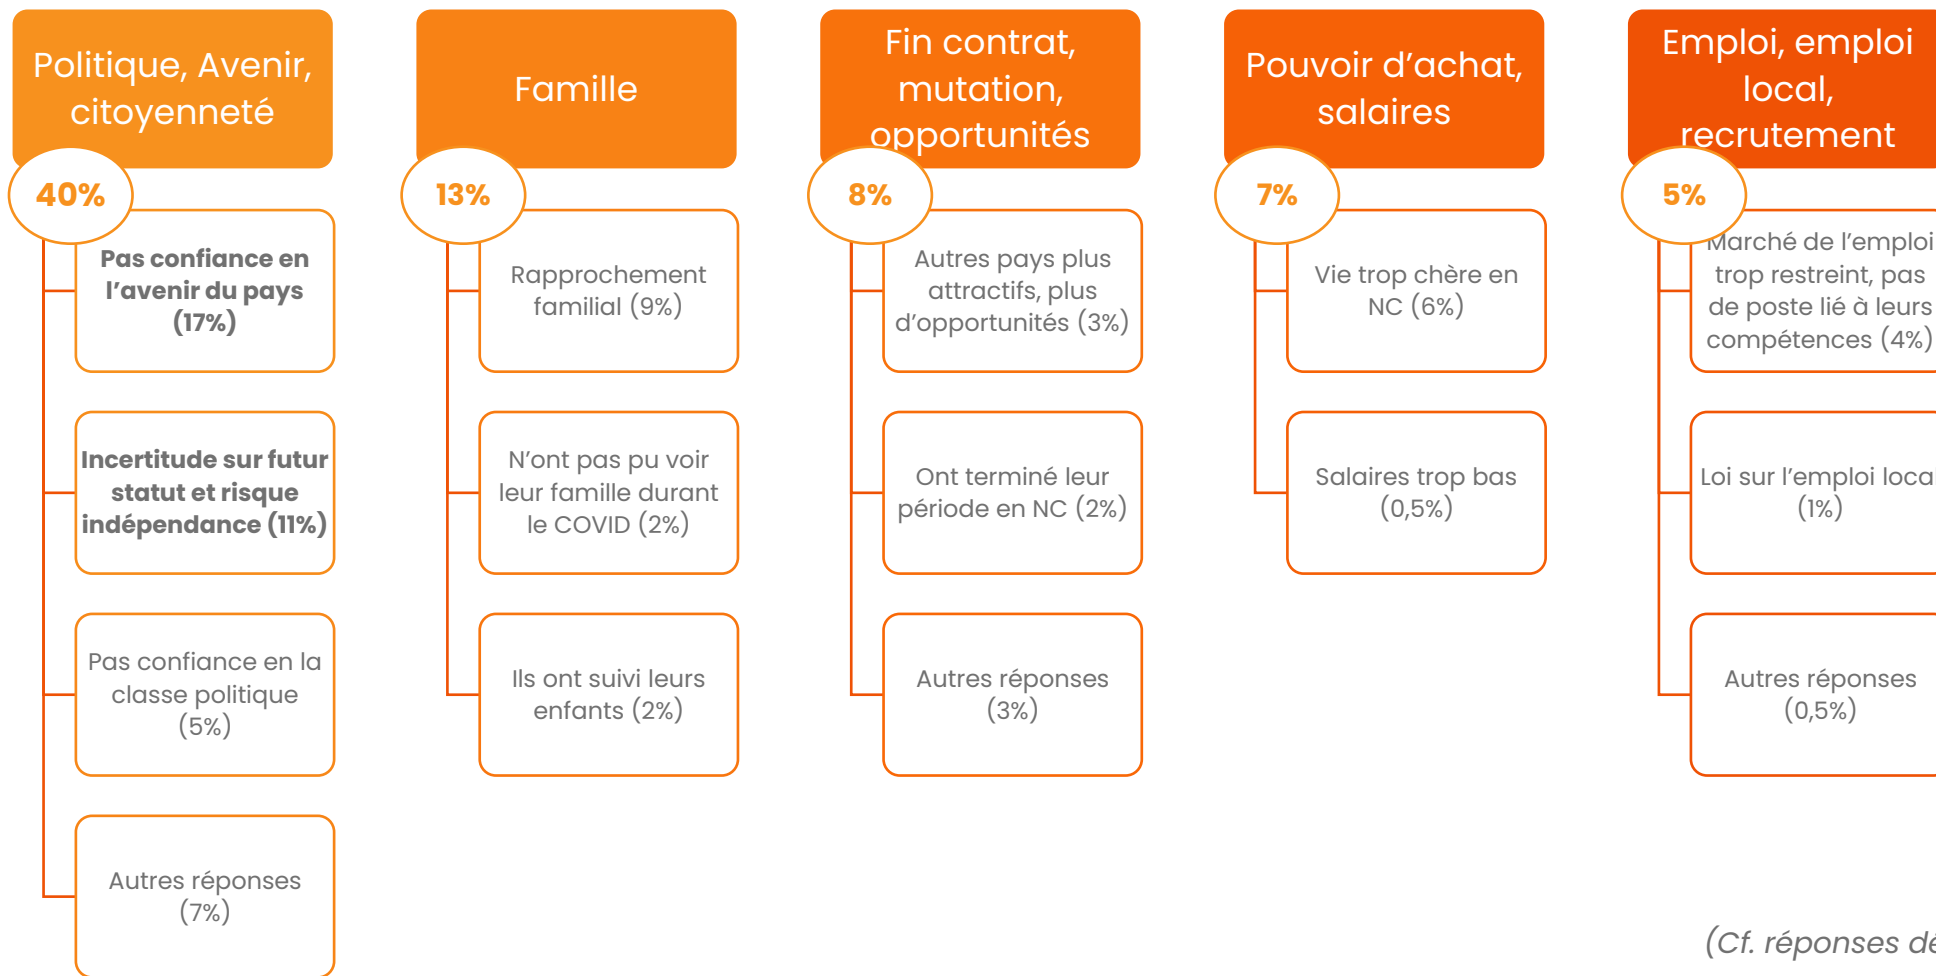 Politique, Avenir,
citoyenneté
40%
Pas confiance en
l’avenir du pays
(17%)
Incertitude sur futur
statut et risque
indépendance (11%)
Pas confiance en la
classe politique
(5%)
Autres réponses
(7%)
Famille
13%
Rapprochement
familial (9%)
N’ont pas pu voir
leur famille durant
le COVID (2%)
Ils ont suivi leurs
enfants (2%)
Fin contrat,
mutation,
opportunités
8%
Autres pays plus
attractifs, plus
d’opportunités (3%)
Ont terminé leur
période en NC (2%)
Autres réponses
(3%)
Pouvoir d’achat,
salaires
7%
Vie trop chère en
NC (6%)
Salaires trop bas
(0,5%)
Emploi, emploi
local,
recrutement
5%
Marché de l’emploi
trop restreint, pas
de poste lié à leurs
compétences (4%)
Loi sur l’emploi local
(1%)
Autres réponses
(0,5%)
(Cf. réponses dé